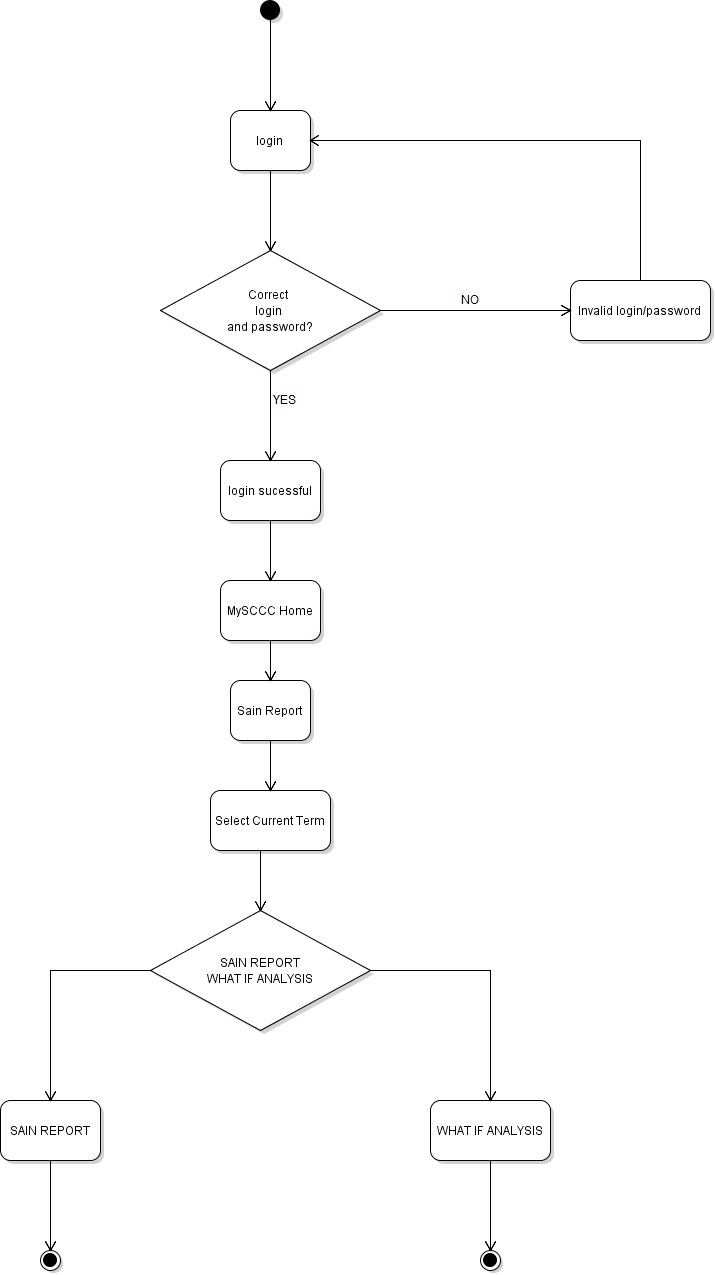 login
Correct
login
and password?
NO
Invalid login/password
YES
login sucessful
MySCCC Home
Sain Report
Select Current Term
SAIN REPORT
WHAT IF ANALYSIS
SAIN REPORT
WHAT IF ANALYSIS